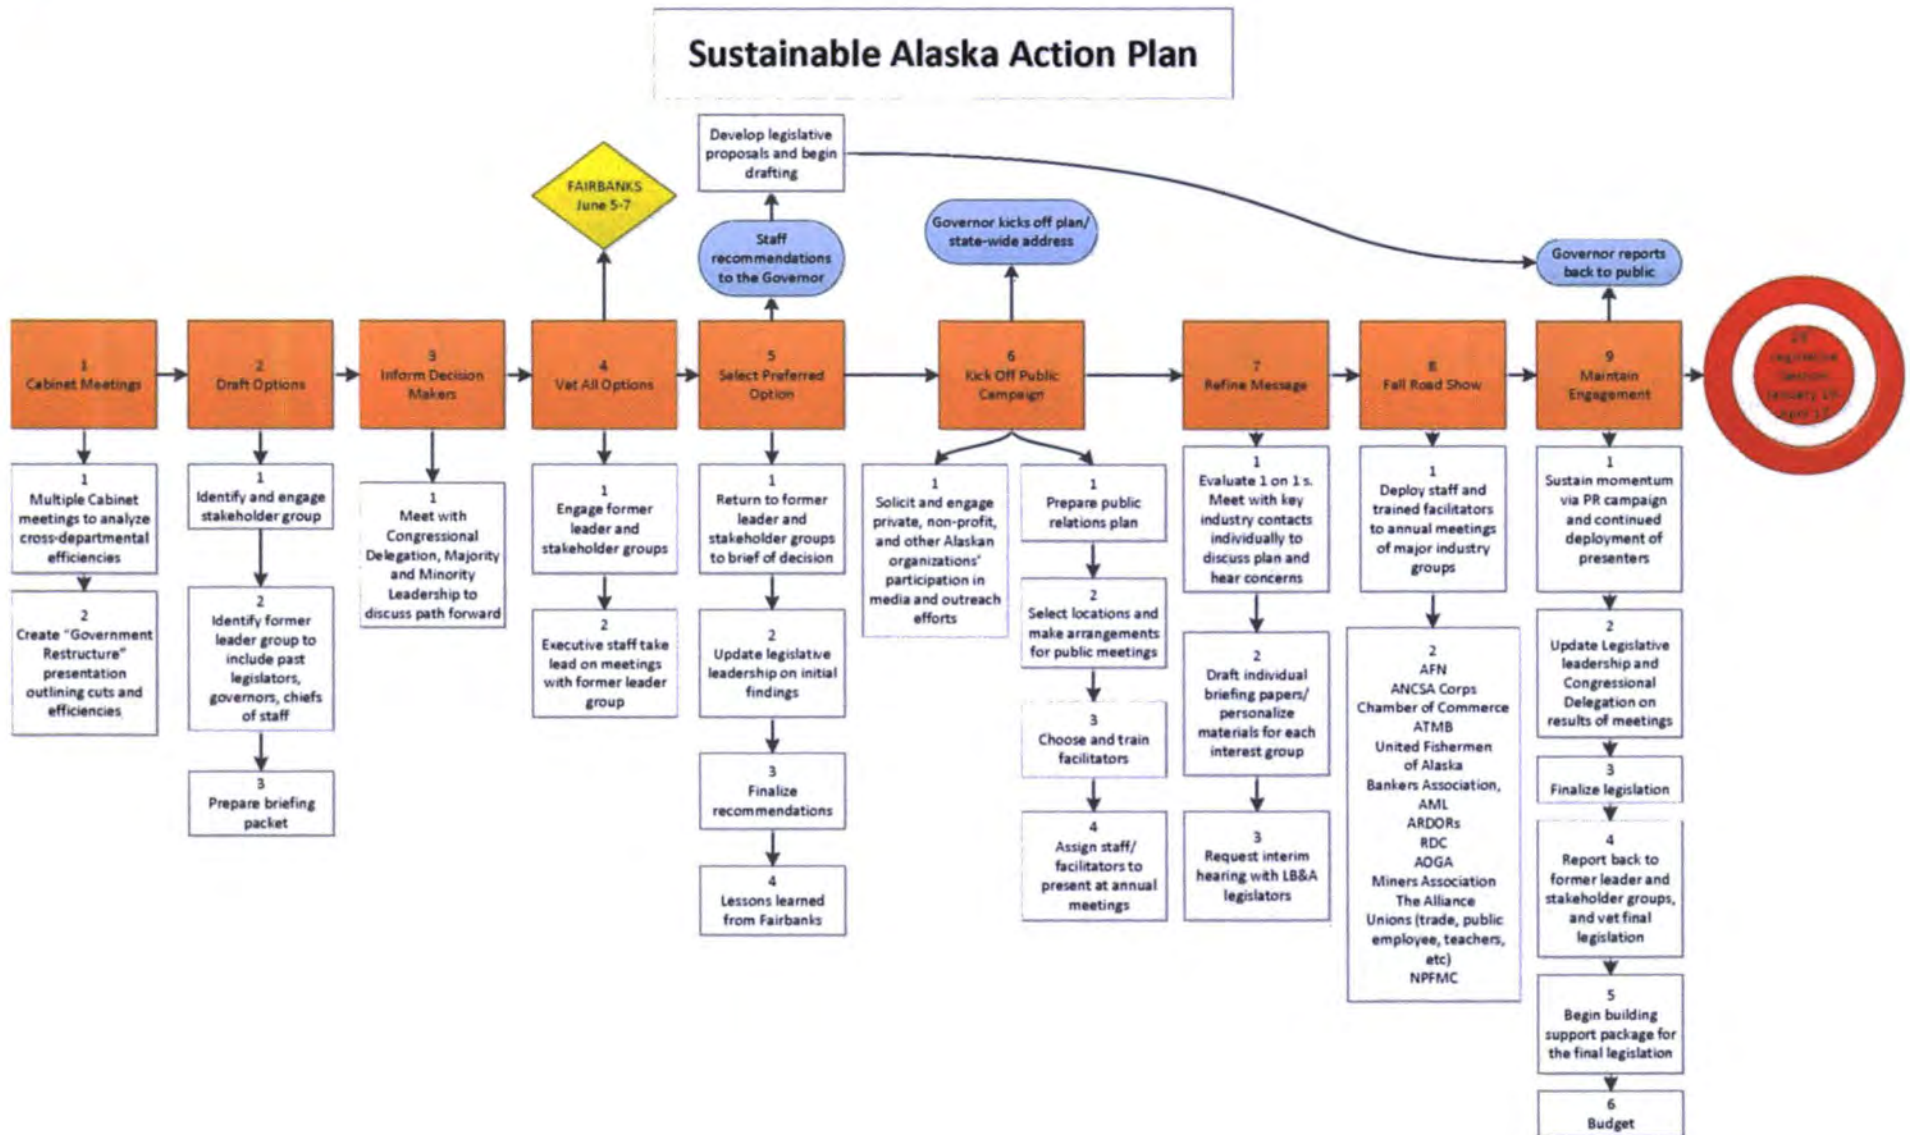 Sustainable Alaska Action Plan
Develop legislative
proposals and begin
drafting
FAIRBANKS
June 5-7
Staff
recommendations
to the Governor
Governor kicks off plan/
state-wide address
Governor reports
back to public
1
Cabinet Meetings
2
Draft Options
3
Inform Decision
Makers
4
Vet All Options
5
Select Preferred
Option
6
Kick Off Public
Campaign
7
Refine Message
8
Fall Road Show
9
Maintain
Engagement
Legislative
Session
January
1
Multiple Cabinet
meetings to analyze
cross-departmental
efficiencies
2
Create "Government
Restructure"
presentation
outlining cuts and
efficiencies
1
Identify and engage
stakeholder group
2
Identify former
leader group to
include past
legislators,
governors, chiefs
of staff
3
Prepare briefing
packet
1
Meet with
Congressional
Delegation, Majority
and Minority
Leadership to
discuss path forward
1
Engage former
leader and
stakeholder groups
2
Executive staff take
lead on meetings
with former leader
group
1
Return to former
leader and
stakeholder groups
to brief of decision
2
Update legislative
leadership on initial
findings
3
Finalize
recommendations
4
Lessons learned
from Fairbanks
1
Solicit and engage
private, non-profit,
and other Alaskan
organizations'
participation in
media and outreach
efforts
1
Prepare public
relations plan
2
Select locations and
make arrangements
for public meetings
3
Choose and train
facilitators
4
Assign staff/
facilitators to
present at annual
meetings
1
Evaluate 1 on 1 s.
Meet with key
industry contacts
individually to
discuss plan and
hear concerns
2
Draft individual
briefing papers/
personalize
materials for each
interest group
3
Request interim
hearing with LB&A
legislators
1
Deploy staff and
trained facilitators
to annual meetings
of major industry
groups
2
AFN
ANCSA Corps
Chamber of Commerce
ATMB
United Fishermen
of Alaska
Bankers Association,
AML
ARDORs
RDC
AOGA
Miners Association
The Alliance
Unions (trade, public
employee, teachers,
etc)
NPFMC
1
Sustain momentum
via PR campaign
and continued
deployment of
presenters
2
Update Legislative
leadership and
Congressional
Delegation on
results of meetings
3
Finalize legislation
4
Report back to
former leader and
stakeholder groups,
and vet final
legislation
5
Begin building
support package for
the final legislation
6
Budget